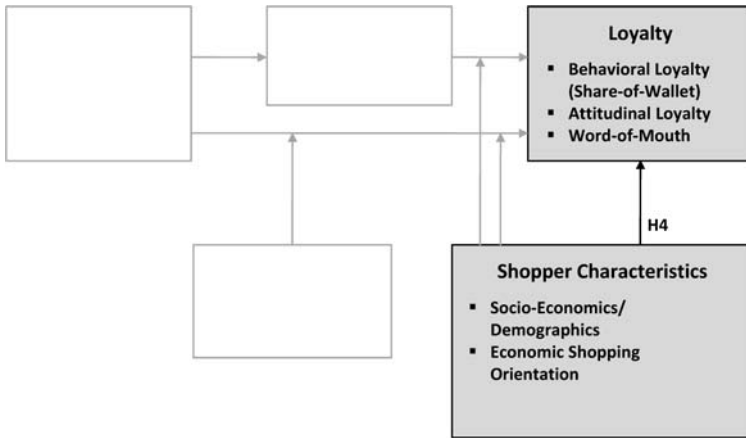 Loyalty
▪ Behavioral Loyalty
(Share-of-Wallet)
▪ Attitudinal Loyalty
▪ Word-of-Mouth
H4
Shopper Characteristics
▪ Socio-Economics/
Demographics
▪ Economic Shopping
Orientation